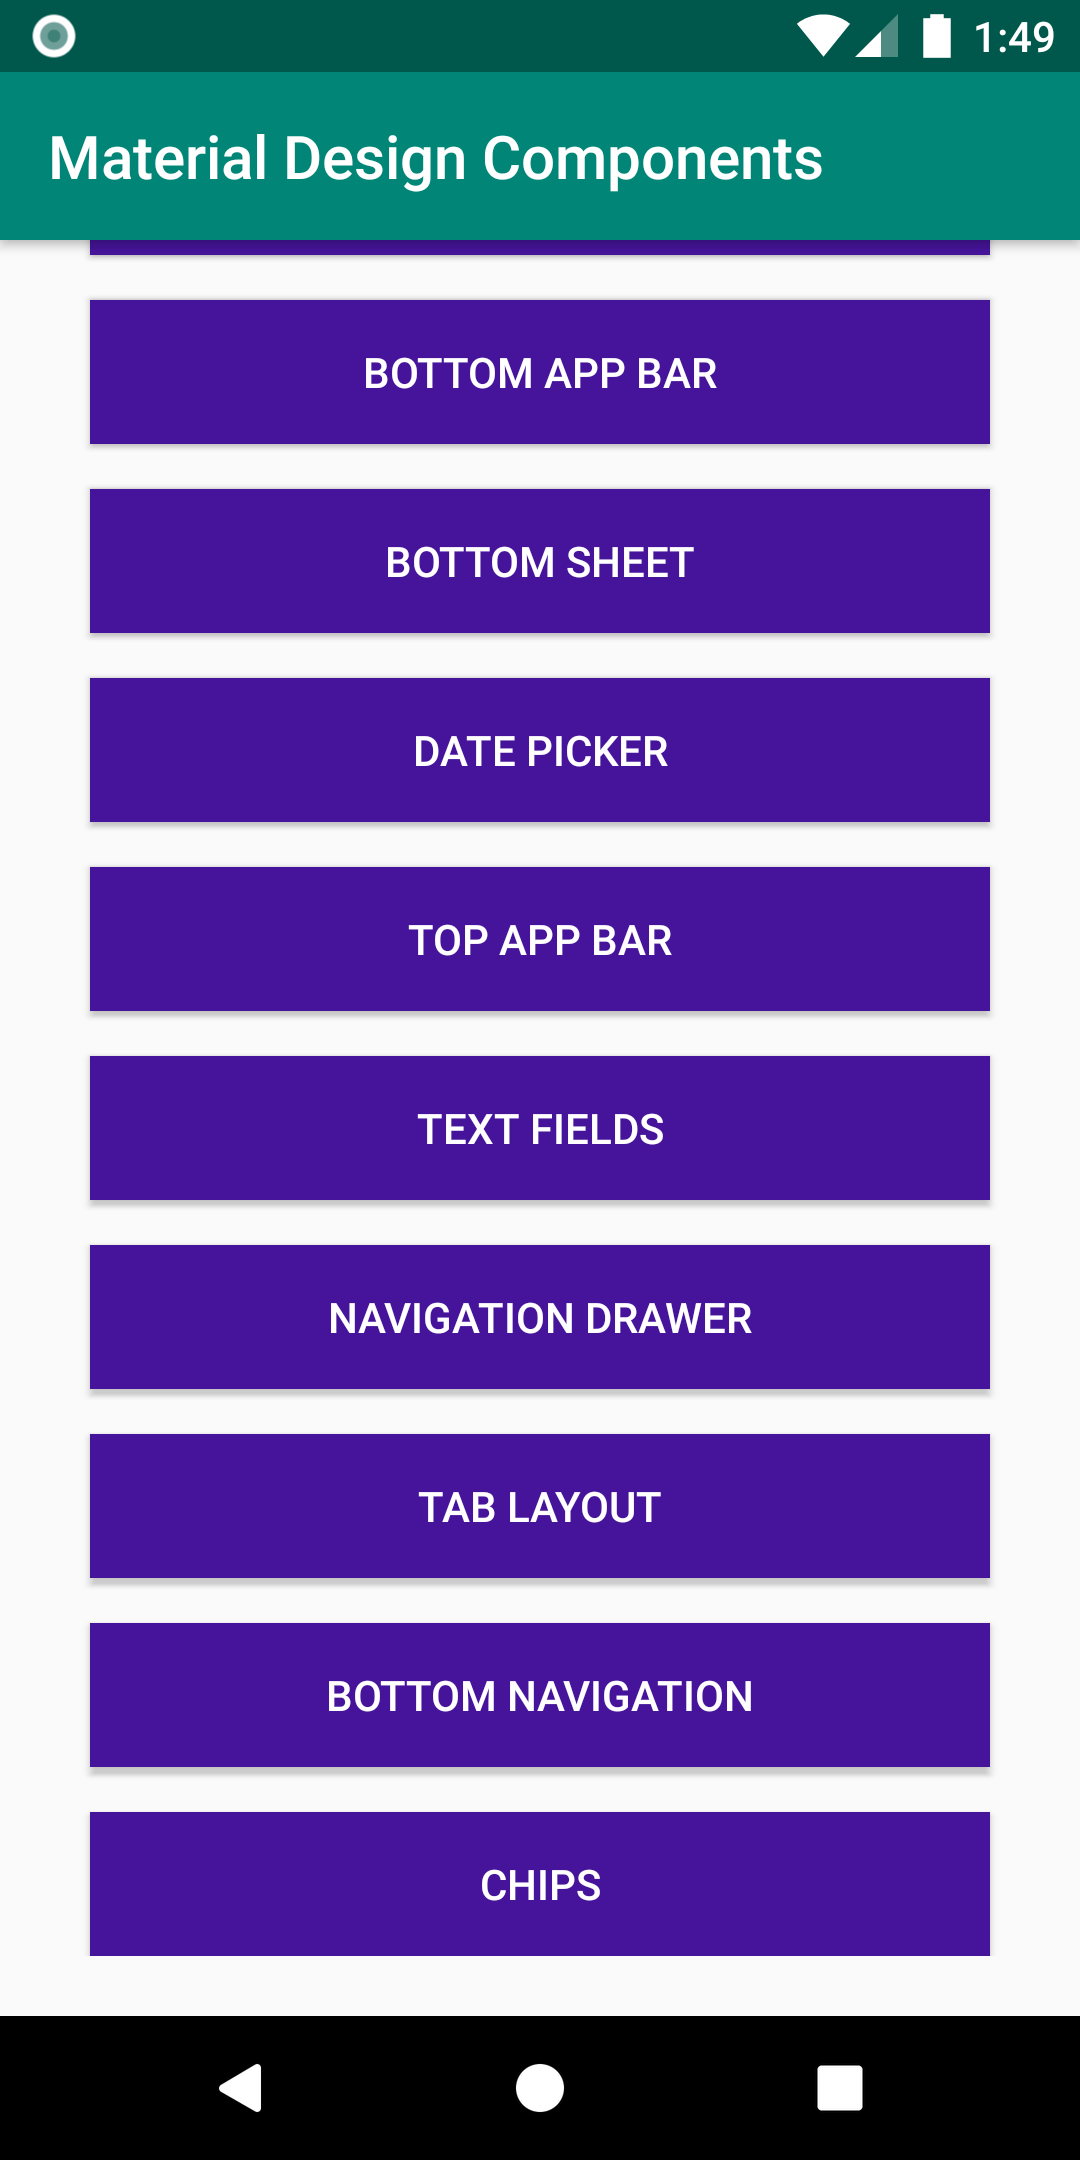 1:49
Material Design Components
BOTTOM APP BAR
BOTTOM SHEET
DATE PICKER
TOP APP BAR
TEXT FIELDS
NAVIGATION DRAWER
TAB LAYOUT
BOTTOM NAVIGATION
CHIPS